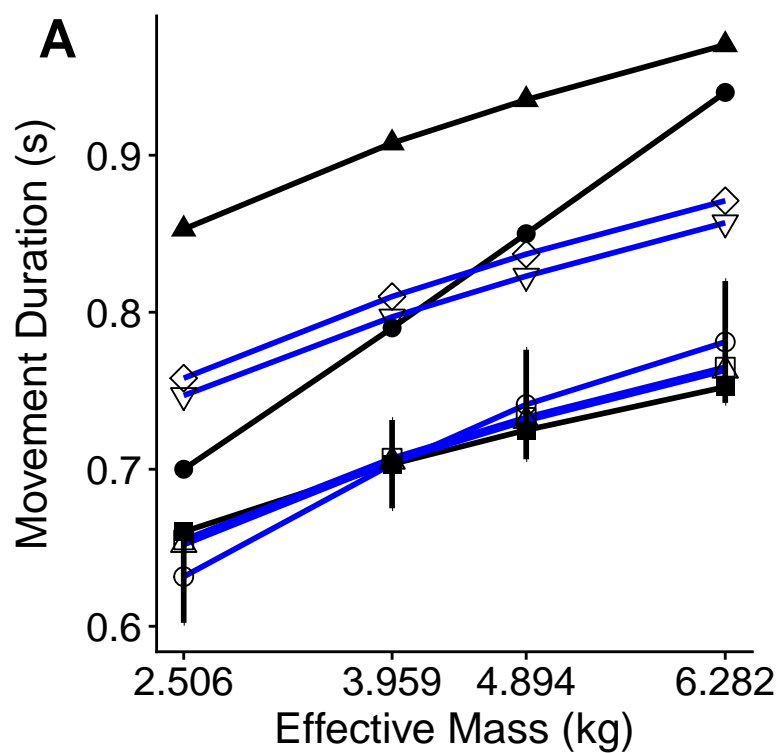 A
Movement Duration (s)
0.9
0.8
0.7
0.6
2.506 3.959 4.894 6.282
Effective Mass (kg)